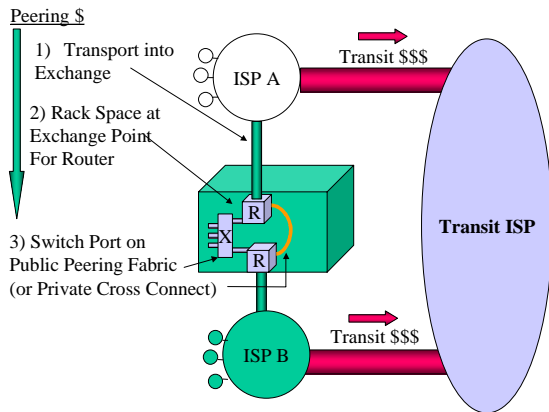 Peering $
1) Transport into
Exchange
2) Rack Space at
Exchange Point
For Router
3) Switch Port on
Public Peering Fabric
(or Private Cross Connect)
ISP A
Transit $$$
R
X
R
Transit ISP
Transit $$$
ISP B